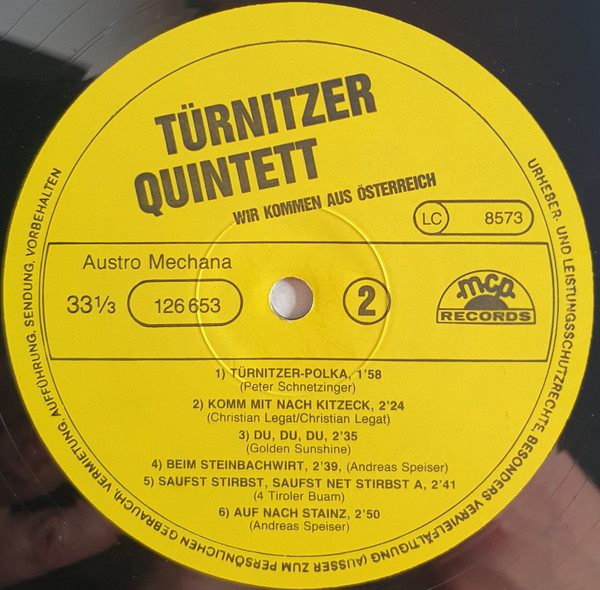 TÜRNITZER
QUINTETT
WIR KOMMEN AUS ÖSTERREICH
LC 8573
Austro Mechana
33 1/3 126 653 2
mcp
RECORDS
1) TÜRNITZER-POLKA, 1'58
(Peter Schnetzinger)
2) KOMM MIT NACH KITZECK, 2'24
(Christian Legat/Christian Legat)
3) DU, DU, DU, 2'35
(Golden Sunshine)
4) BEIM STEINBACHWIRT, 2'39, (Andreas Speiser)
5) SAUFST STIRBST, SAUFST NET STIRBST A, 2'41
(4 Tiroler Buam)
6) AUF NACH STAINZ, 2'50
(Andreas Speiser)
URHEBER- UND LEISTUNGSSCHUTZRECHTE, BESONDERS VERVIELFÄLTIGUNG (AUSSER ZUM PERSÖNLICHEN GEBRAUCH), VERMIETUNG, AUFFÜHRUNG, SENDUNG, VORBEHALTEN